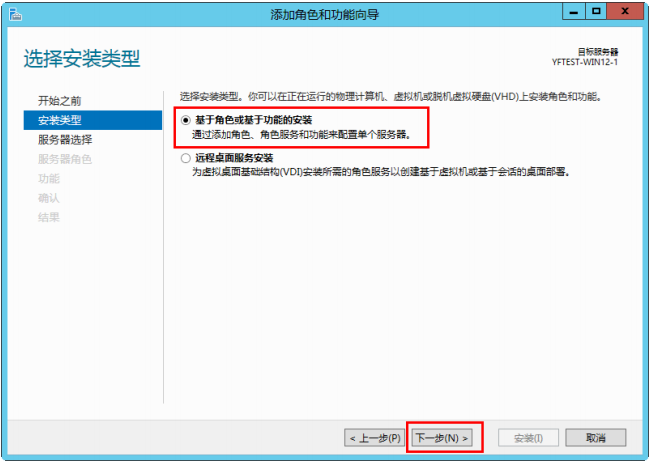 添加角色和功能向导
选择安装类型
目标服务器
YFTEST-WIN12-1
开始之前
安装类型
服务器选择
服务器角色
功能
确认
结果
选择安装类型。你可以在正在运行的物理计算机、虚拟机或脱机虚拟硬盘(VHD)上安装角色和功能。
基于角色或基于功能的安装
通过添加角色、角色服务和功能来配置单个服务器。
远程桌面服务安装
为虚拟桌面基础结构(VDI)安装所需的角色服务以创建基于虚拟机或基于会话的桌面部署。
< 上一步(P) 下一步(N) > 安装(I) 取消